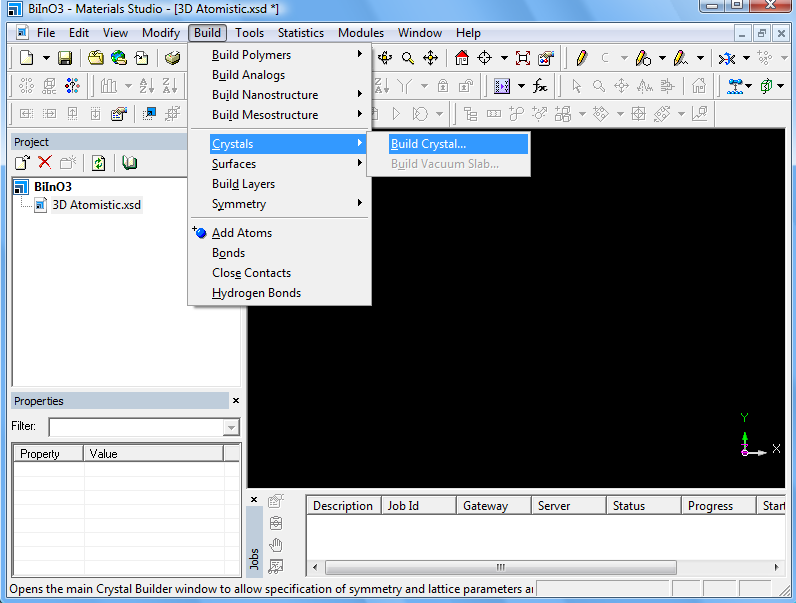 BiInO3 - Materials Studio - [3D Atomistic.xsd *]
File Edit View Modify Build Tools Statistics Modules Window Help
Build Polymers
Build Analogs
Build Nanostructure
Build Mesostructure
Project
Crystals
Build Crystal...
Surfaces
Build Vacuum Slab...
BiInO3
Build Layers
3D Atomistic.xsd
Symmetry
Add Atoms
Bonds
Close Contacts
Hydrogen Bonds
Properties
Filter:
Y
X
Property Value
Description Job Id Gateway Server Status Progress Start
Jobs
Opens the main Crystal Builder window to allow specification of symmetry and lattice parameters a